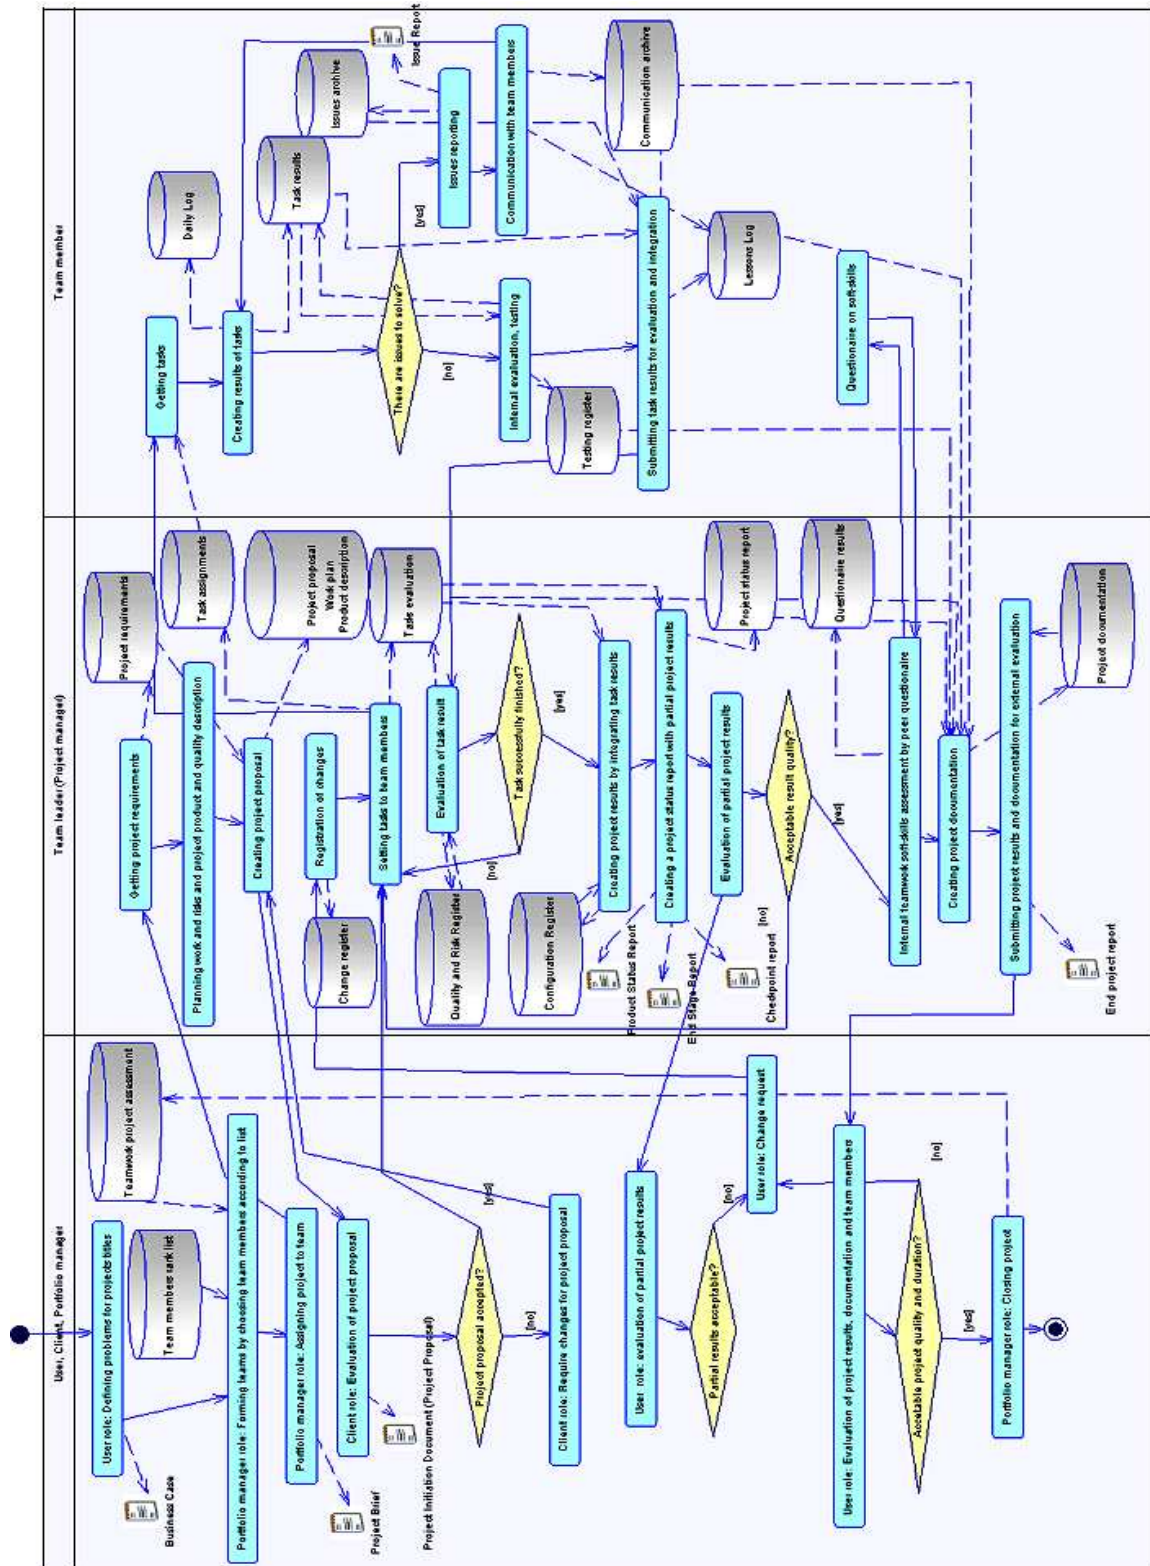 User, Client, Portfolio manager
Team leader (Project manager)
Team member
User role: Defining problems for projects titles
Business Case
Teamwork project assessment
Team members rank list
Portfolio manager role: Forming teams by choosing team members according to list
Portfolio manager role: Assigning project to team
Project Brief
Client role: Evaluation of project proposal
Project Initiation Document (Project Proposal)
Project proposal accepted?
[yes]
[no]
Client role: Require changes for project proposal
User role: evaluation of partial project results
Partial results acceptable?
[no]
User role: Change request
User role: Evaluation of project results, documentation and team members
Accetable project quality and duration?
[no]
[yes]
Portfolio manager role: Closing project
Project requirements
Getting project requirements
Task assignments
Planning work and risks and project product and quality description
Creating project proposal
Project proposal
Work plan
Product description
Registration of changes
Change register
Setting tasks to team members
Task evaluation
Evaluation of task result
Quality and Risk Register
[no]
Task successfully finished?
[yes]
Configuration Register
Creating project results by integrating task results
Product Status Report
Creating a project status report with partial project results
End Stage Report
Checkpoint report
Project status report
Evaluation of partial project results
Acceptable result quality?
[no]
[yes]
Questionaire results
Internal teamwork soft-skills assessment by peer questionaire
Creating project documentation
Submitting project results and documentation for external evaluation
Project documentation
End project report
Getting tasks
Daily Log
Creating results of tasks
Task results
Issues archive
Issue Report
There are issues to solve?
[yes]
[no]
Issues reporting
Communication with team members
Internal evaluation, testing
Testing register
Communication archive
Submitting task results for evaluation and integration
Lessons Log
Questionaire on soft-skills